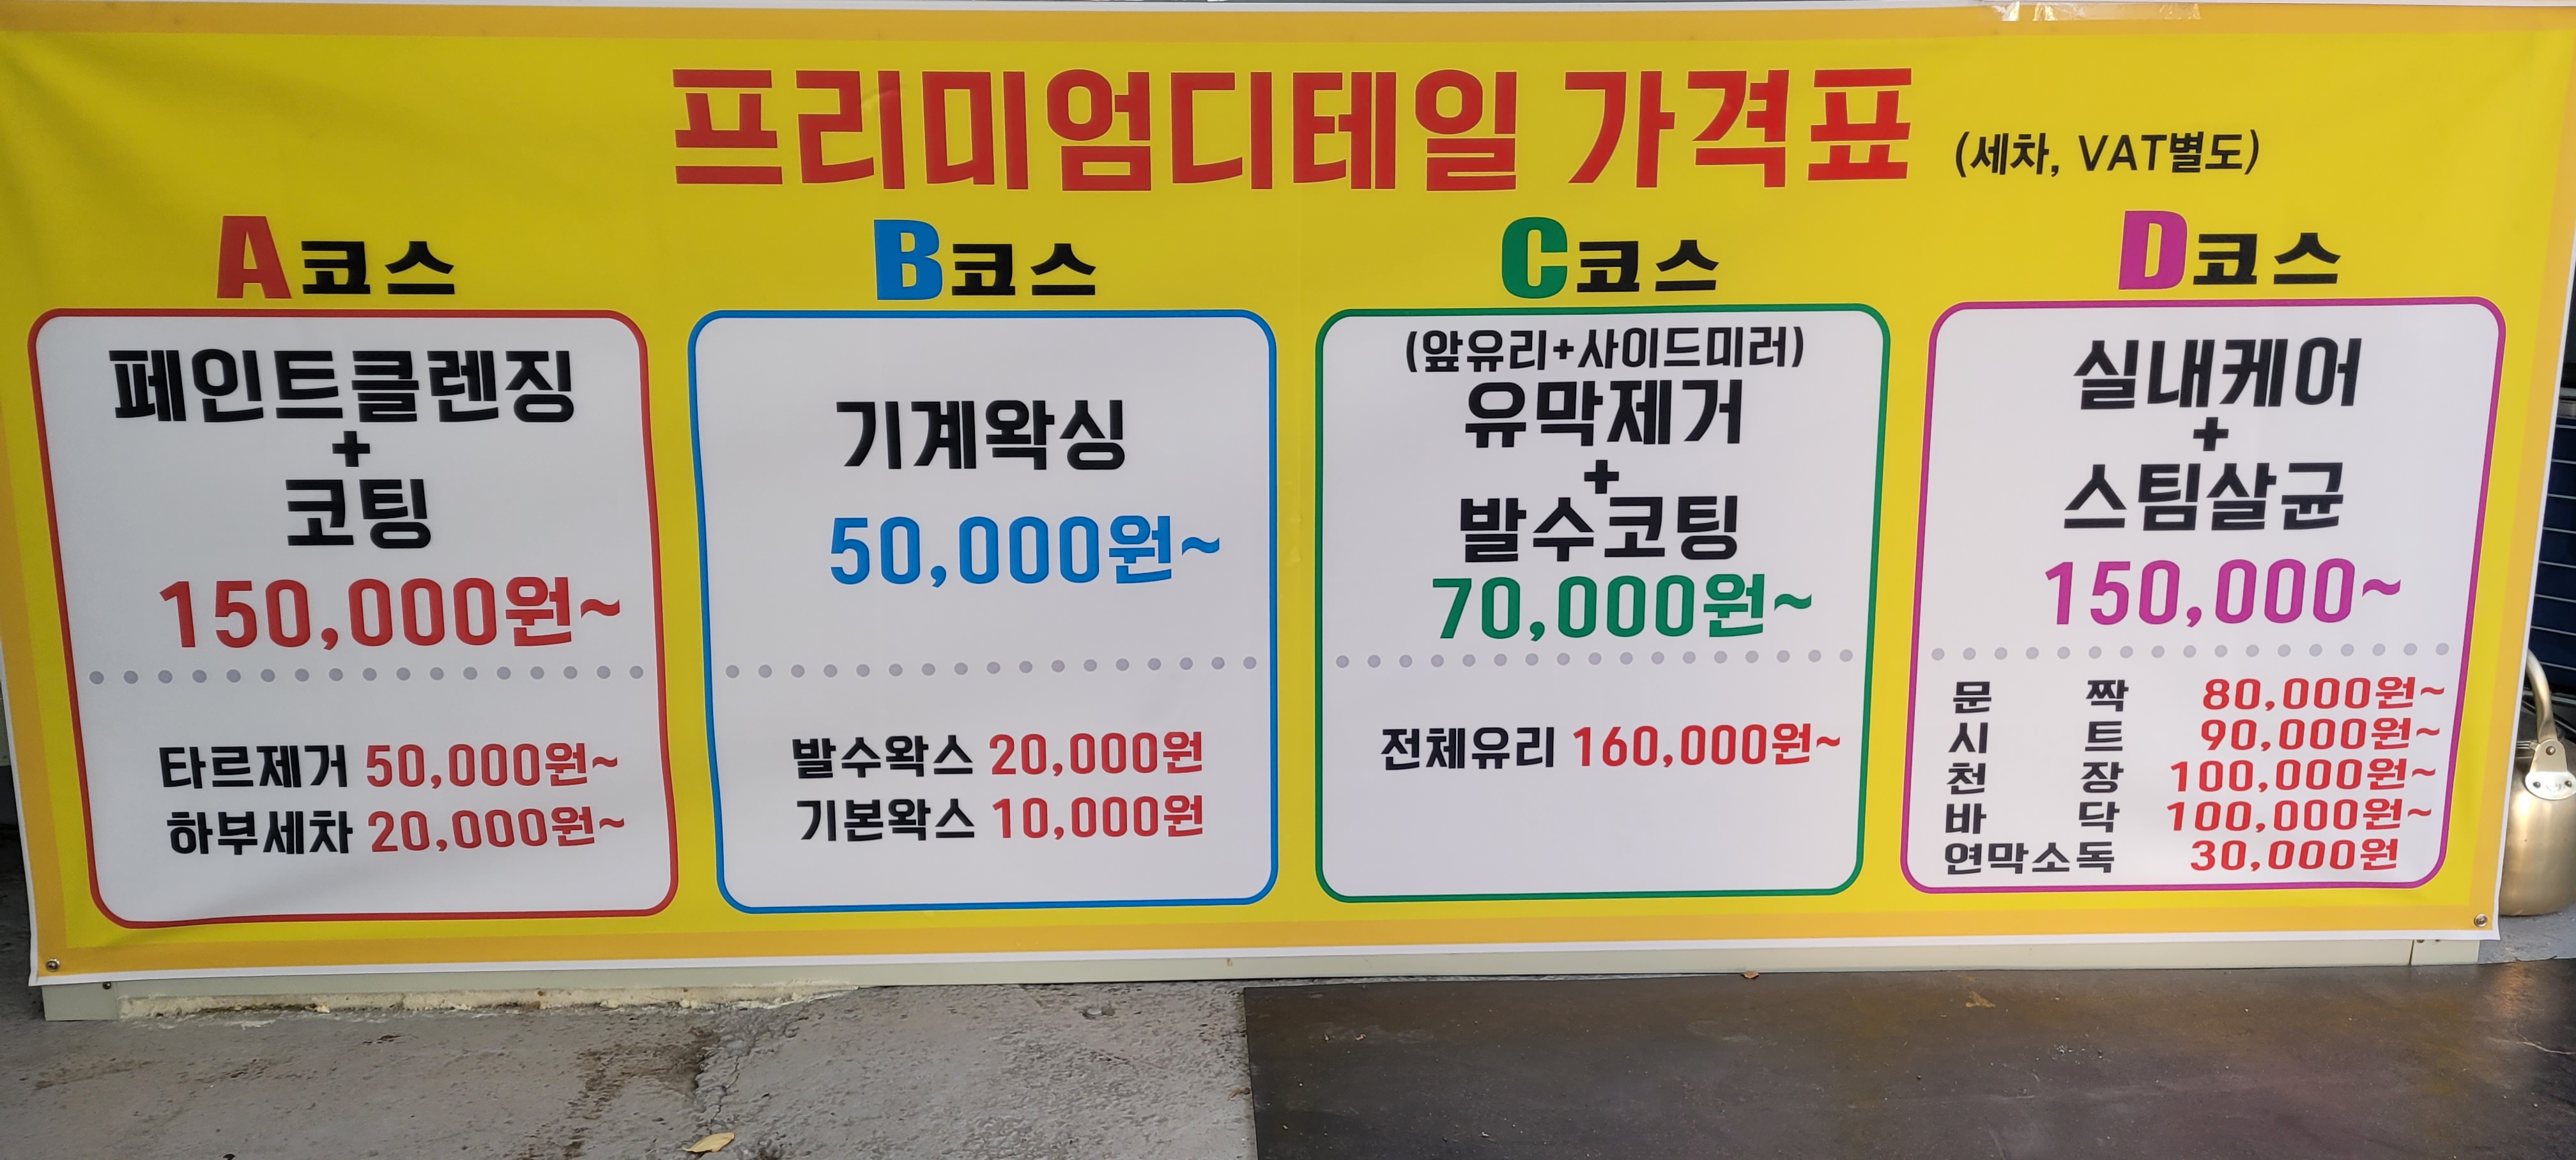 프리미엄디테일 가격표 (세차, VAT별도)
A코스
페인트클렌징
+
코팅
150,000원~
타르제거 50,000원~
하부세차 20,000원~
B코스
기계왁싱
50,000원~
발수왁스 20,000원
기본왁스 10,000원
C코스
(앞유리+사이드미러)
유막제거
+
발수코팅
70,000원~
전체유리 160,000원~
D코스
실내케어
+
스팀살균
150,000~
문 짝 80,000원~
시 트 90,000원~
천 장 100,000원~
바 닥 100,000원~
연막소독 30,000원